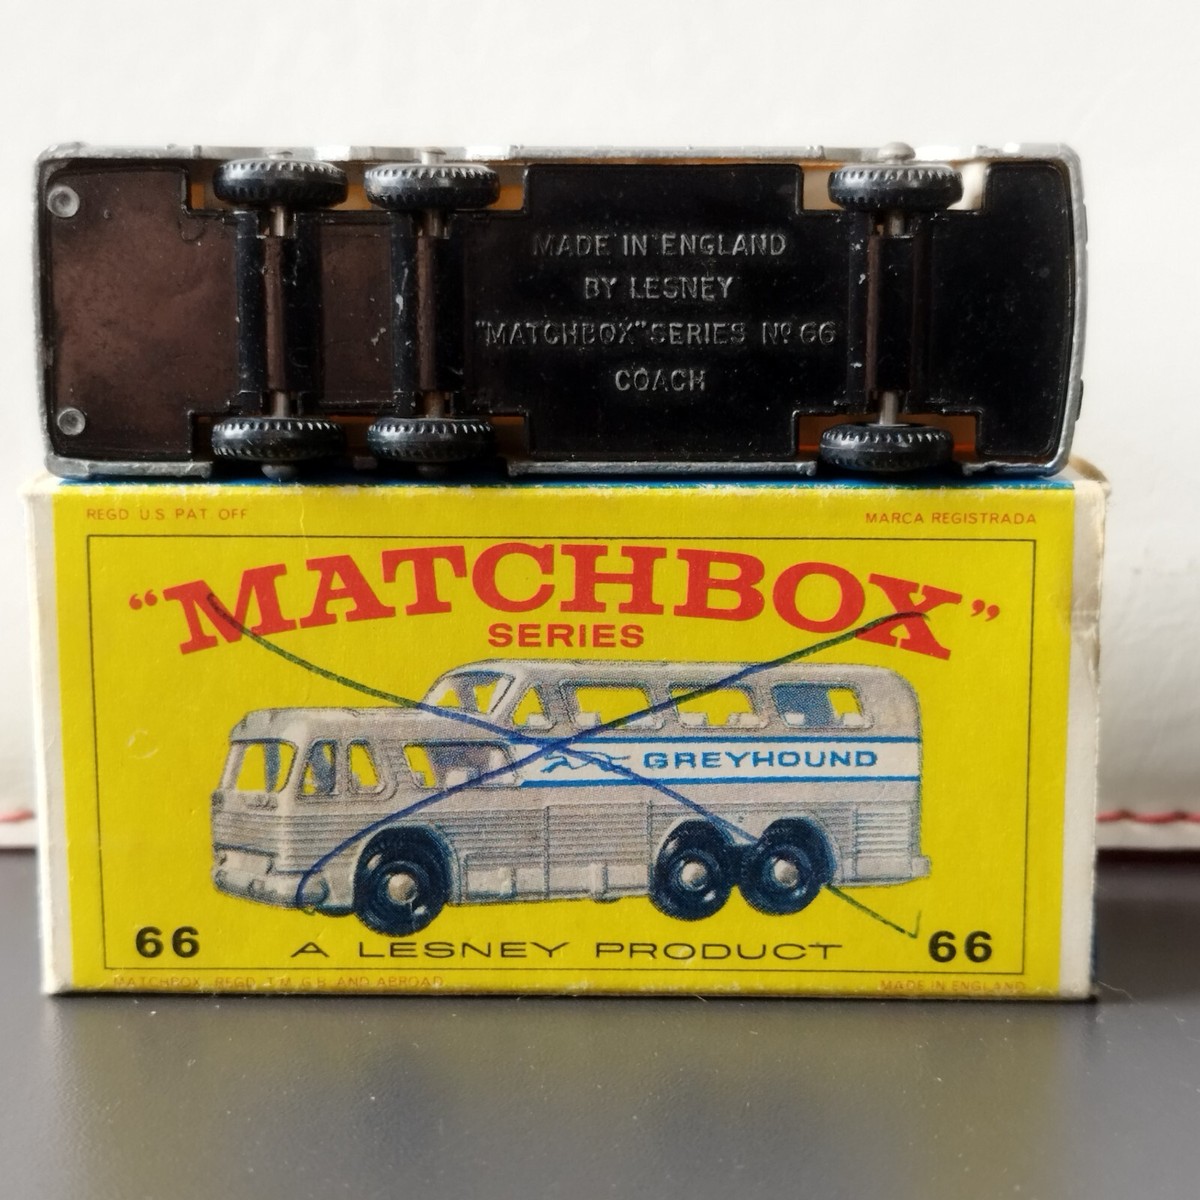 MADE IN ENGLAND
BY LESNEY
"MATCHBOX" SERIES Nº 66
COACH
REGD U.S. PAT OFF
MARCA REGISTRADA
"MATCHBOX"
SERIES
GREYHOUND
66 A LESNEY PRODUCT 66
MATCHBOX REGD T.M. G.B. AND ABROAD
MADE IN ENGLAND